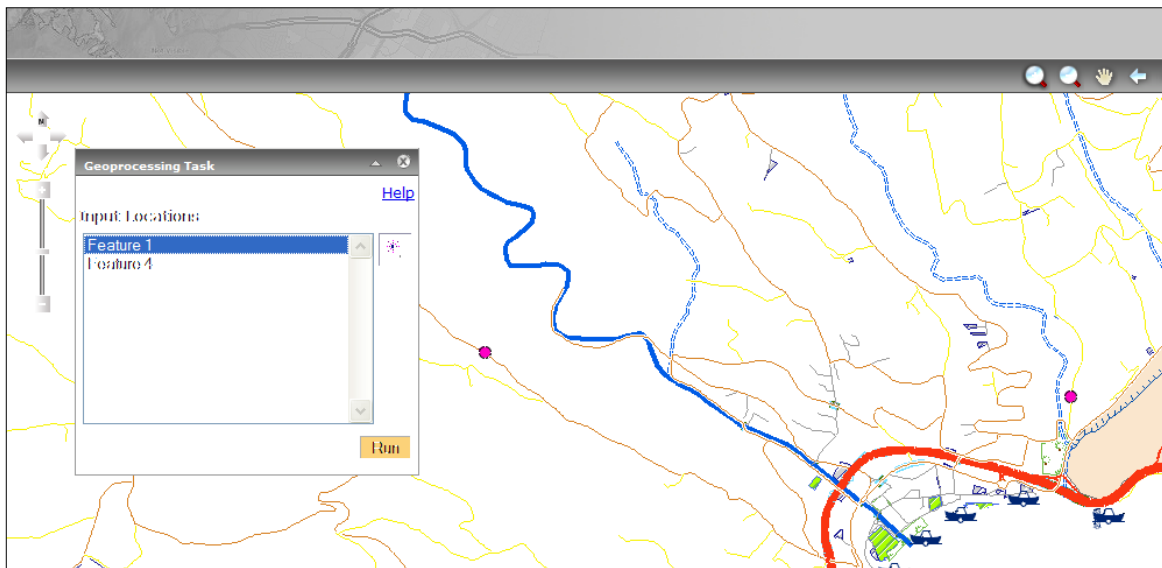 N
Geoprocessing Task
Help
Input Locations
Feature 1
Feature 4
Run